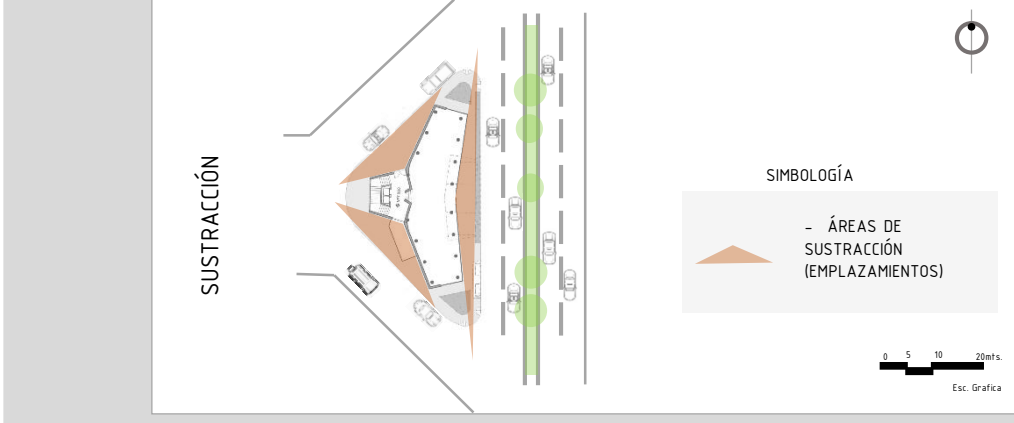 SUSTRACCIÓN
SIMBOLOGÍA
- ÁREAS DE
SUSTRACCIÓN
(EMPLAZAMIENTOS)
0 5 10 20mts.
Esc. Grafica